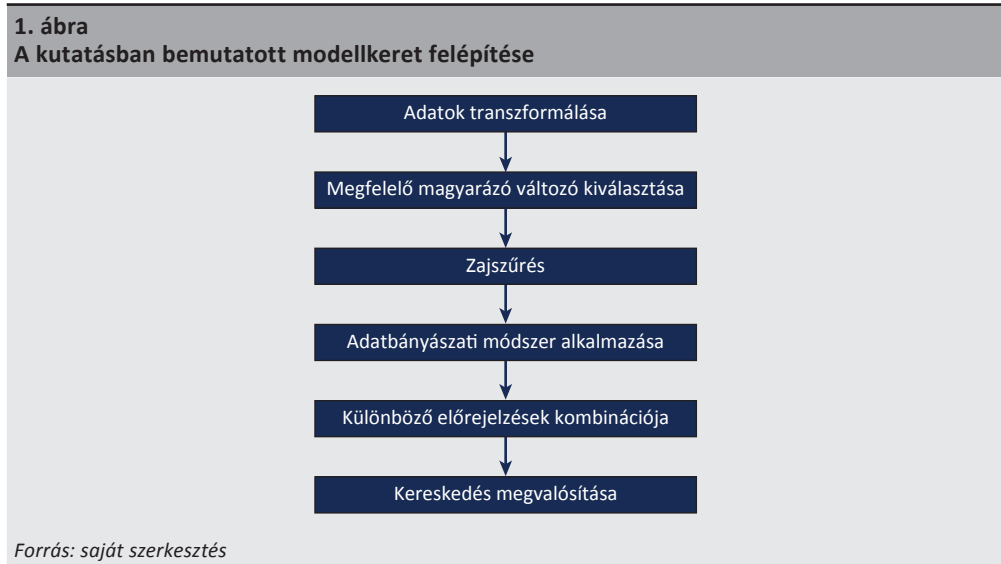 1. ábra
A kutatásban bemutatott modellkeret felépítése
Adatok transzformálása
Megfelelő magyarázó változó kiválasztása
Zajszűrés
Adatbányászati módszer alkalmazása
Különböző előrejelzések kombinációja
Kereskedés megvalósítása
Forrás: saját szerkesztés